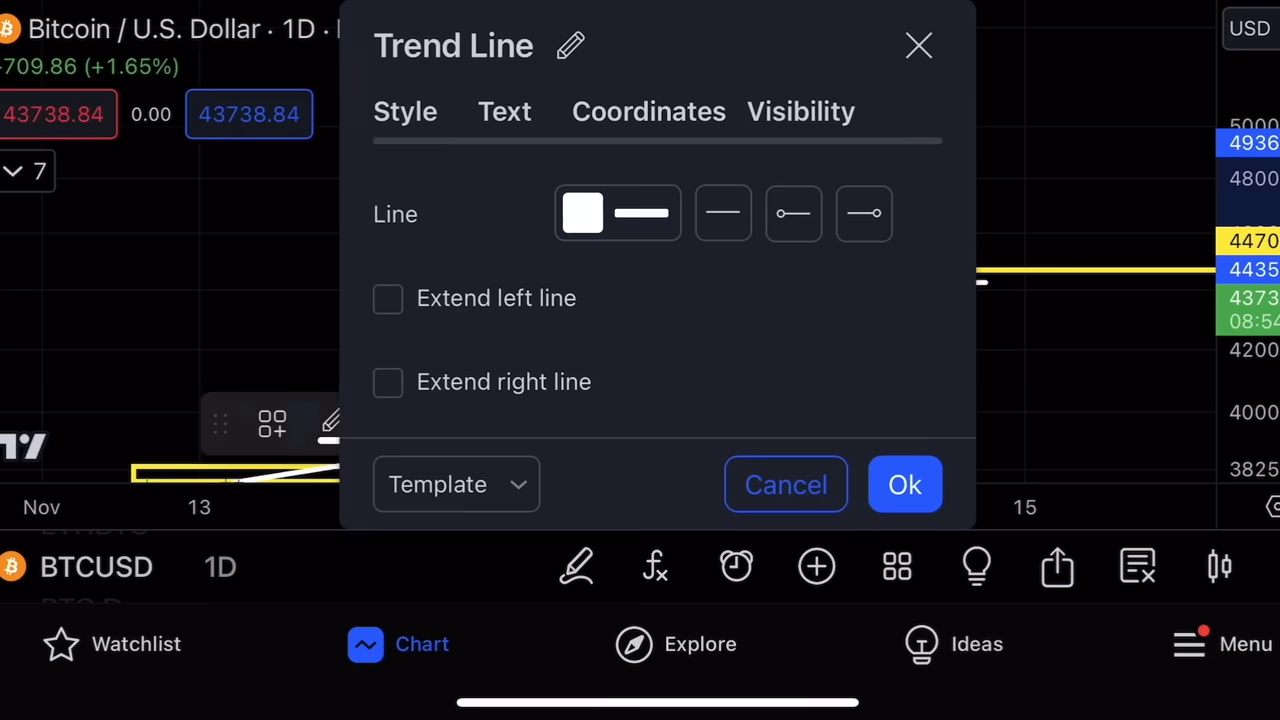 Bitcoin / U.S. Dollar · 1D ·
709.86 (+1.65%)
43738.84
0.00
43738.84
7
Trend Line
Style
Text
Coordinates
Visibility
Line
Extend left line
Extend right line
Template
Cancel
Ok
USD
5000
4936
4800
4470
4435
4373
08:54
4200
4000
3825
Nov
13
15
BTCUSD
1D
Watchlist
Chart
Explore
Ideas
Menu